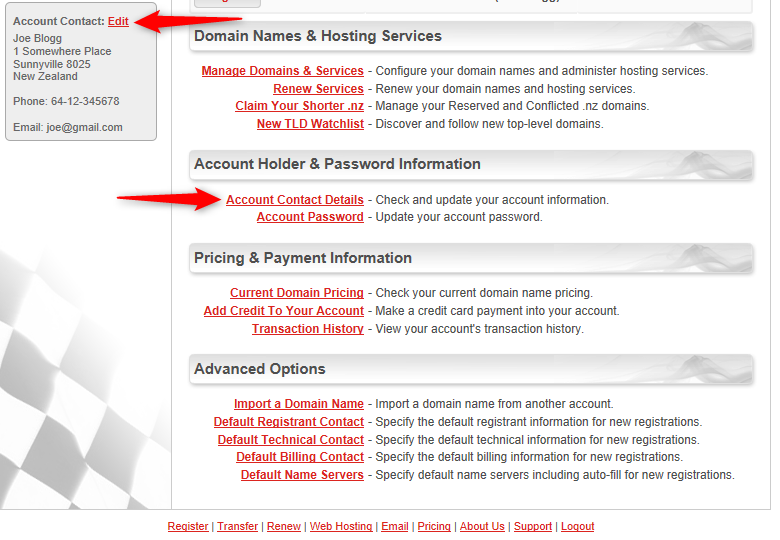 Account Contact: Edit
Joe Blogg
1 Somewhere Place
Sunnyville 8025
New Zealand
Phone: 64-12-345678
Email: joe@gmail.com
Domain Names & Hosting Services
Manage Domains & Services - Configure your domain names and administer hosting services.
Renew Services - Renew your domain names and hosting services.
Claim Your Shorter .nz - Manage your Reserved and Conflicted .nz domains.
New TLD Watchlist - Discover and follow new top-level domains.
Account Holder & Password Information
Account Contact Details - Check and update your account information.
Account Password - Update your account password.
Pricing & Payment Information
Current Domain Pricing - Check your current domain name pricing.
Add Credit To Your Account - Make a credit card payment into your account.
Transaction History - View your account's transaction history.
Advanced Options
Import a Domain Name - Import a domain name from another account.
Default Registrant Contact - Specify the default registrant information for new registrations.
Default Technical Contact - Specify the default technical information for new registrations.
Default Billing Contact - Specify the default billing information for new registrations.
Default Name Servers - Specify default name servers including auto-fill for new registrations.
Register | Transfer | Renew | Web Hosting | Email | Pricing | About Us | Support | Logout